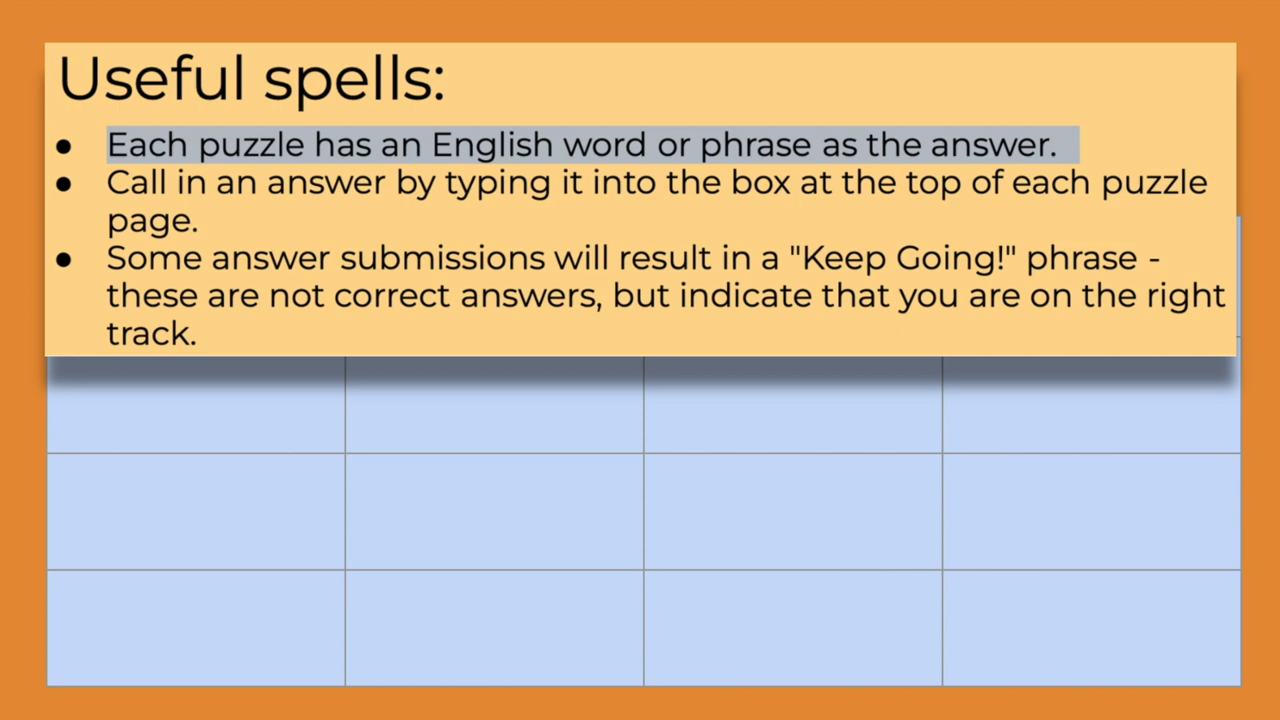 Useful spells:
● Each puzzle has an English word or phrase as the answer.
● Call in an answer by typing it into the box at the top of each puzzle
page.
● Some answer submissions will result in a "Keep Going!" phrase -
these are not correct answers, but indicate that you are on the right
track.